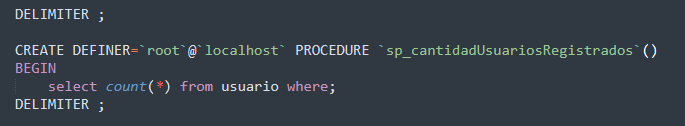 DELIMITER ;
CREATE DEFINER=`root`@`localhost` PROCEDURE `sp_cantidadUsuariosRegistrados`()
BEGIN
    select count(*) from usuario where;
DELIMITER ;